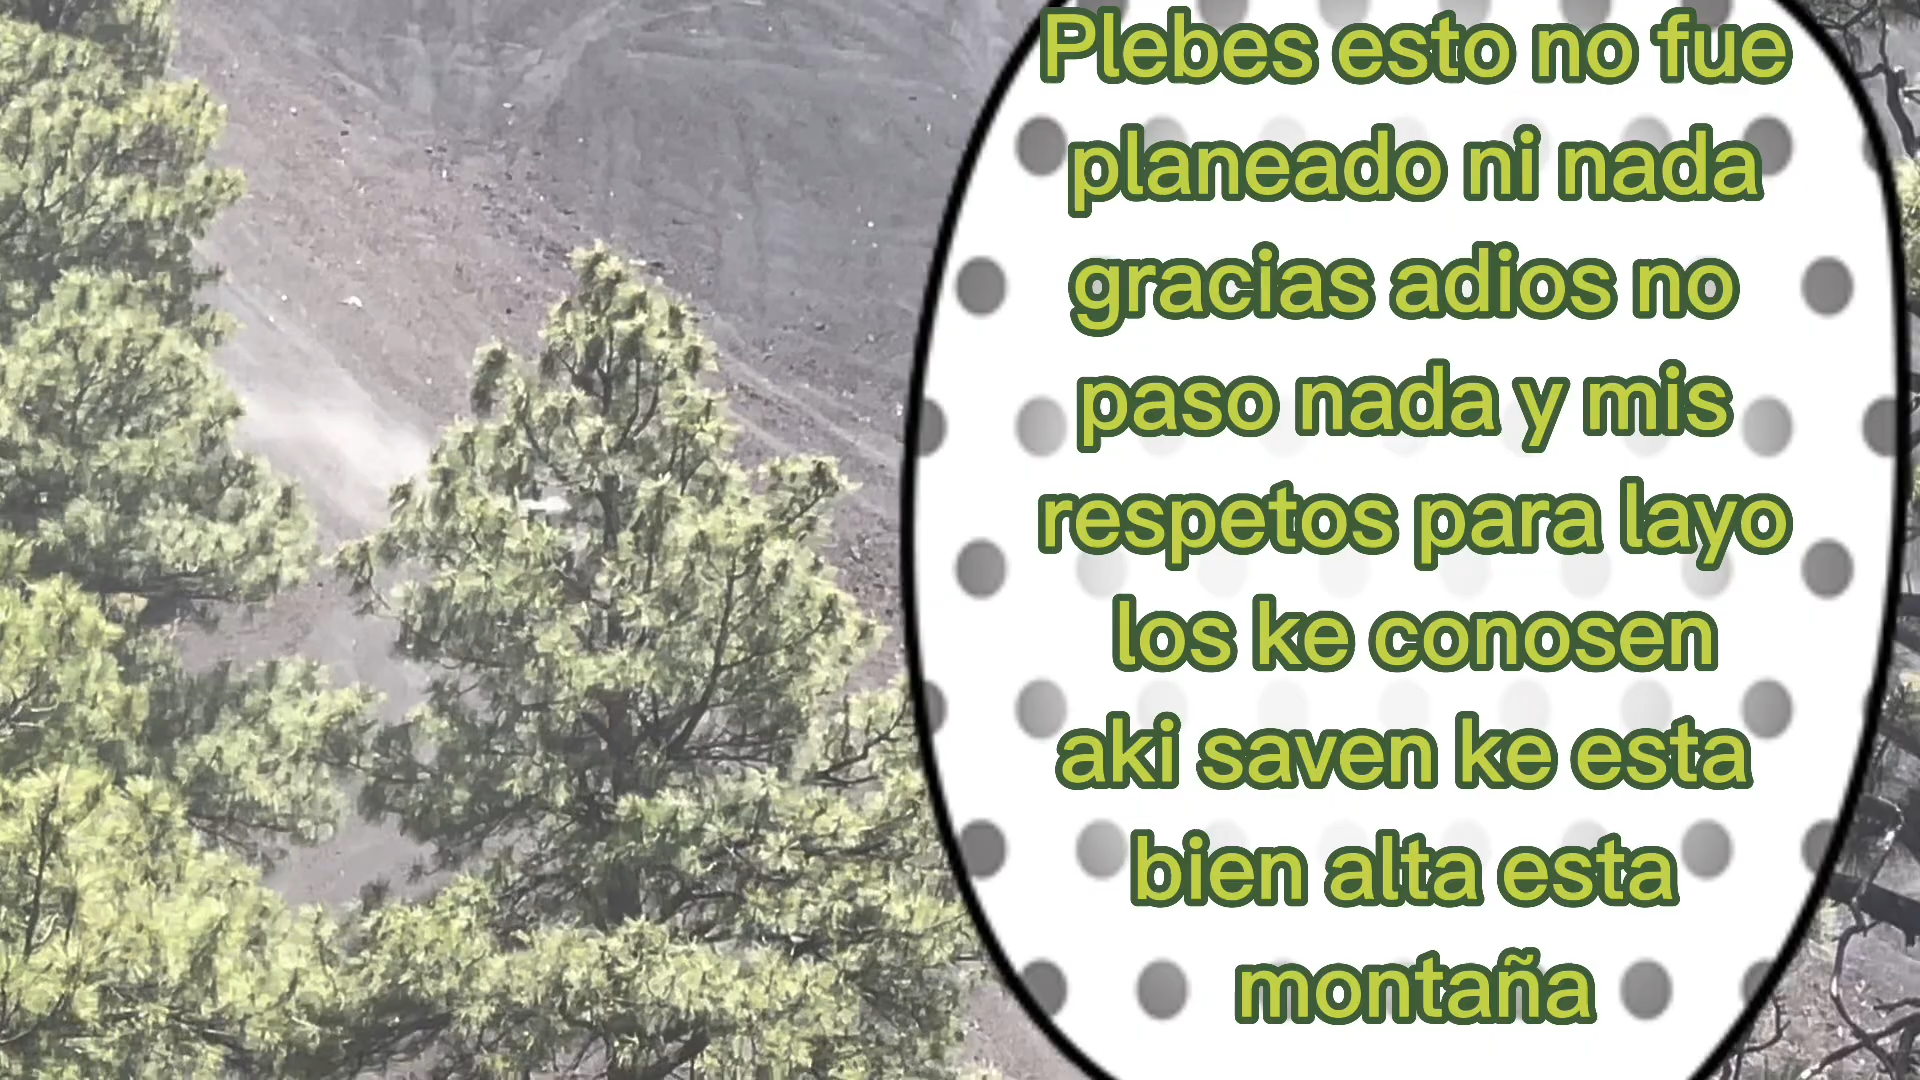 Plebes esto no fue
planeado ni nada
gracias adios no
paso nada y mis
respetos para layo
los ke conosen
aki saven ke esta
bien alta esta
montaña